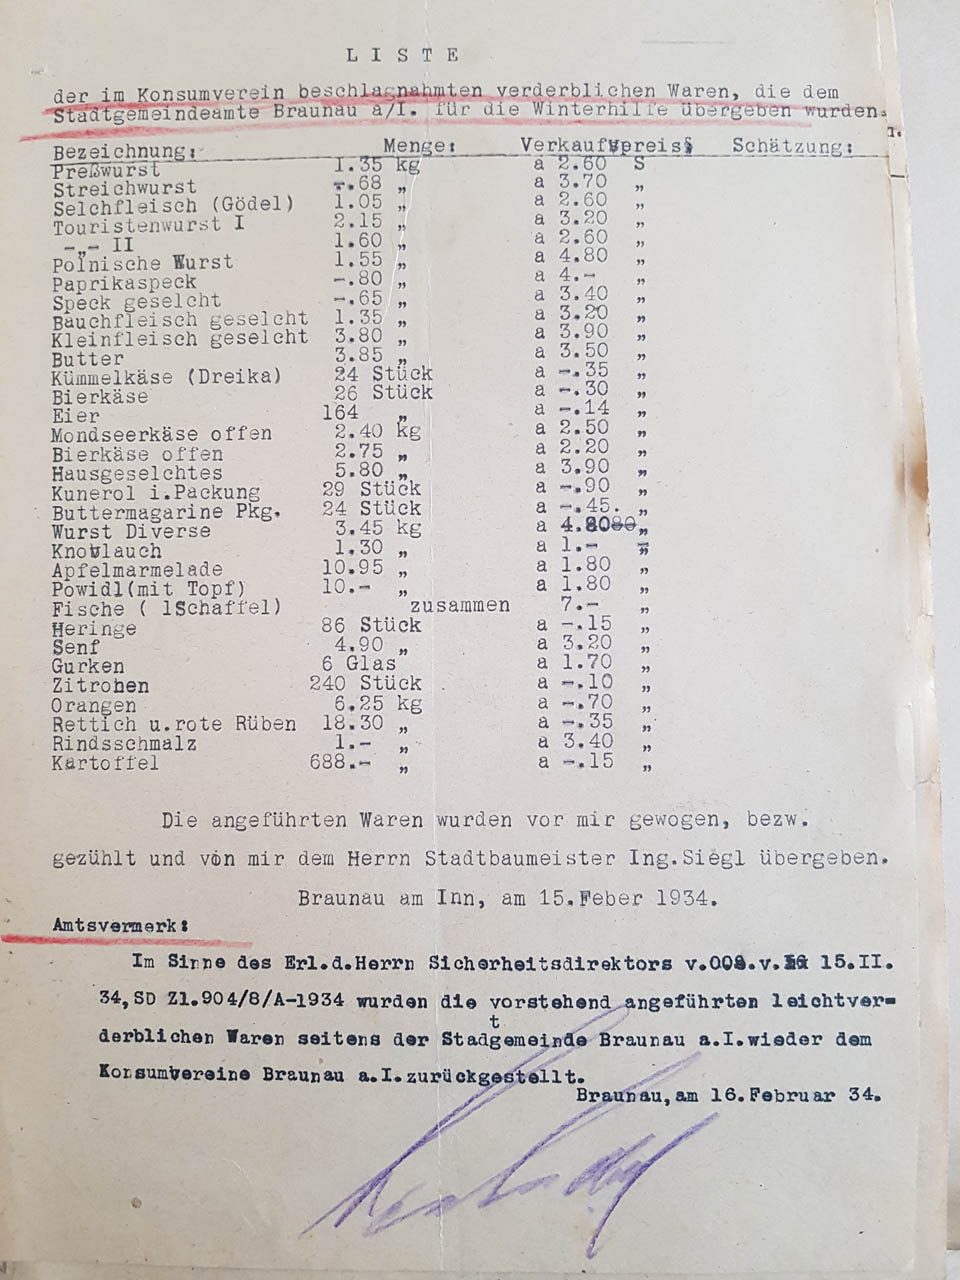 LISTE
der im Konsumverein beschlagnahmten verderblichen Waren, die dem
Stadtgemeindeamte Braunau a/I. für die Winterhilfe übergeben wurden.
Bezeichnung: Menge: Verkaufspreis: Schätzung:
Preßwurst 1.35 kg a 2.60 S
Streichwurst -.68 „ a 3.70 „
Selchfleisch (Gödel) 1.05 „ a 2.60 „
Touristenwurst I 2.15 „ a 3.20 „
-„- II 1.60 „ a 2.60 „
Polnische Wurst 1.55 „ a 4.80 „
Paprikaspeck -.80 „ a 4.- „
Speck geselcht -.65 „ a 3.40 „
Bauchfleisch geselcht 1.35 „ a 3.20 „
Kleinfleisch geselcht 3.80 „ a 3.90 „
Butter 3.85 „ a 3.50 „
Kümmelkäse (Dreika) 24 Stück a -.35 „
Bierkäse 26 Stück a -.30 „
Eier 164 „ a -.14 „
Mondseerkäse offen 2.40 kg a 2.50 „
Bierkäse offen 2.75 „ a 2.20 „
Hausgeselchtes 5.80 „ a 3.90 „
Kunerol i.Packung 29 Stück a -.90 „
Buttermagarine Pkg. 24 Stück a -.45. „
Wurst Diverse 3.45 kg a 4.80 „
Knoblauch 1.30 „ a 1.- „
Apfelmarmelade 10.95 „ a 1.80 „
Powidl(mit Topf) 10.- „ a 1.80 „
Fische ( 1Schaffel) zusammen 7.- „
Heringe 86 Stück a -.15 „
Senf 4.90 „ a 3.20 „
Gurken 6 Glas a 1.70 „
Zitronen 240 Stück a -.10 „
Orangen 6.25 kg a -.70 „
Rettich u.rote Rüben 18.30 „ a -.35 „
Rindsschmalz 1.- „ a 3.40 „
Kartoffel 688.- „ a -.15 „
Die angeführten Waren wurden vor mir gewogen, bezw.
gezählt und von mir dem Herrn Stadtbaumeister Ing.Siegl übergeben.
Braunau am Inn, am 15.Feber 1934.
Amtsvermerk:
Im Sinne des Erl.d.Herrn Sicherheitsdirektors v. 15.II.
34,SD Zl.904/8/A-1934 wurden die vorstehend angeführten leichtver-
derblichen Waren seitens der Stadtgemeinde Braunau a.I.wieder dem
Konsumvereine Braunau a.I.zurückgestellt.
Braunau,am 16.Februar 34.